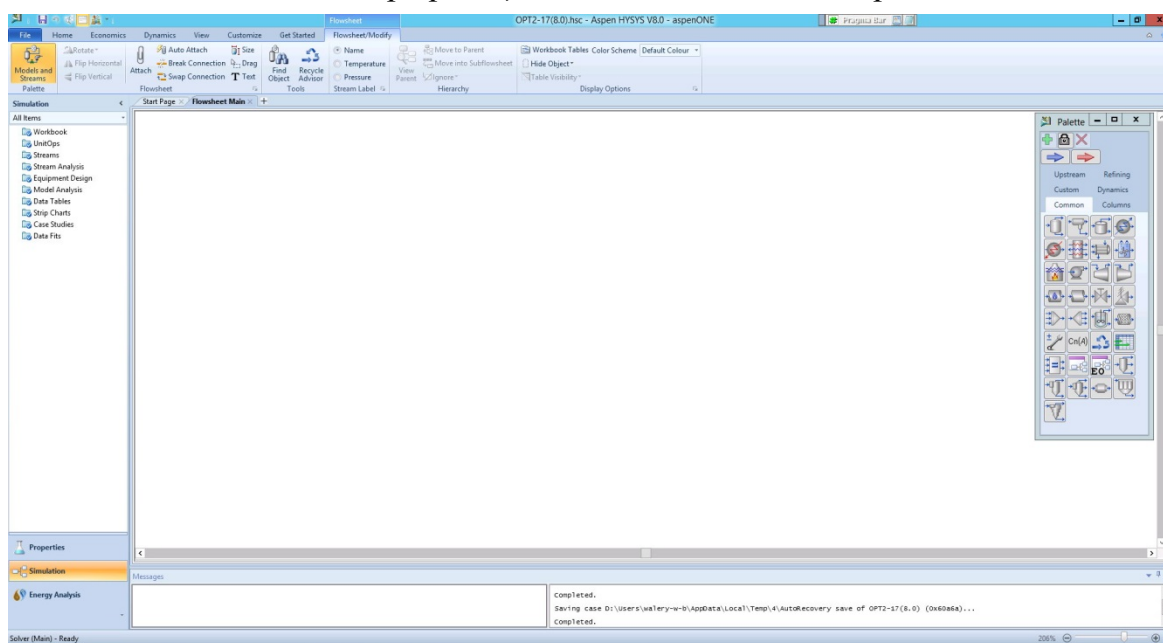 Flowsheet
OPT2-17(8.0).hsc - Aspen HYSYS V8.0 - aspenONE
Pragma Bar
File Home Economics Dynamics View Customize Get Started Flowsheet/Modify
Models and Streams
Palette
Rotate
Flip Horizontal
Flip Vertical
Attach
Auto Attach
Break Connection
Swap Connection
Size
Drag
Text
Flowsheet
Find Object
Recycle Advisor
Tools
Name
Temperature
Pressure
Stream Label
View Parent
Move to Parent
Move into Subflowsheet
Ignore
Hierarchy
Workbook Tables Color Scheme Default Colour
Hide Object
Table Visibility
Display Options
Simulation
All Items
Workbook
UnitOps
Streams
Stream Analysis
Equipment Design
Model Analysis
Data Tables
Strip Charts
Case Studies
Data Fits
Properties
Simulation
Energy Analysis
Start Page Flowsheet Main
Palette
Upstream Refining
Custom Dynamics
Common Columns
Cn(A)
EO
Messages
Completed.
Saving case D:\Users\walery-w-b\AppData\Local\Temp\4\AutoRecovery save of OPT2-17(8.0) (0x60a6a)...
Completed.
Solver (Main) - Ready
206%